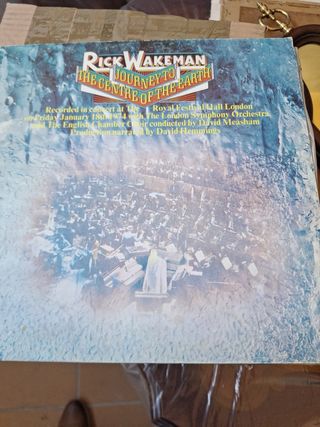 RICK WAKEMAN
JOURNEY TO
THE CENTRE OF THE EARTH
Recorded in concert at The Royal Festival Hall London
on Friday January 18th 1974 with The London Symphony Orchestra
and The English Chamber Choir conducted by David Measham
Production narrated by David Hemmings